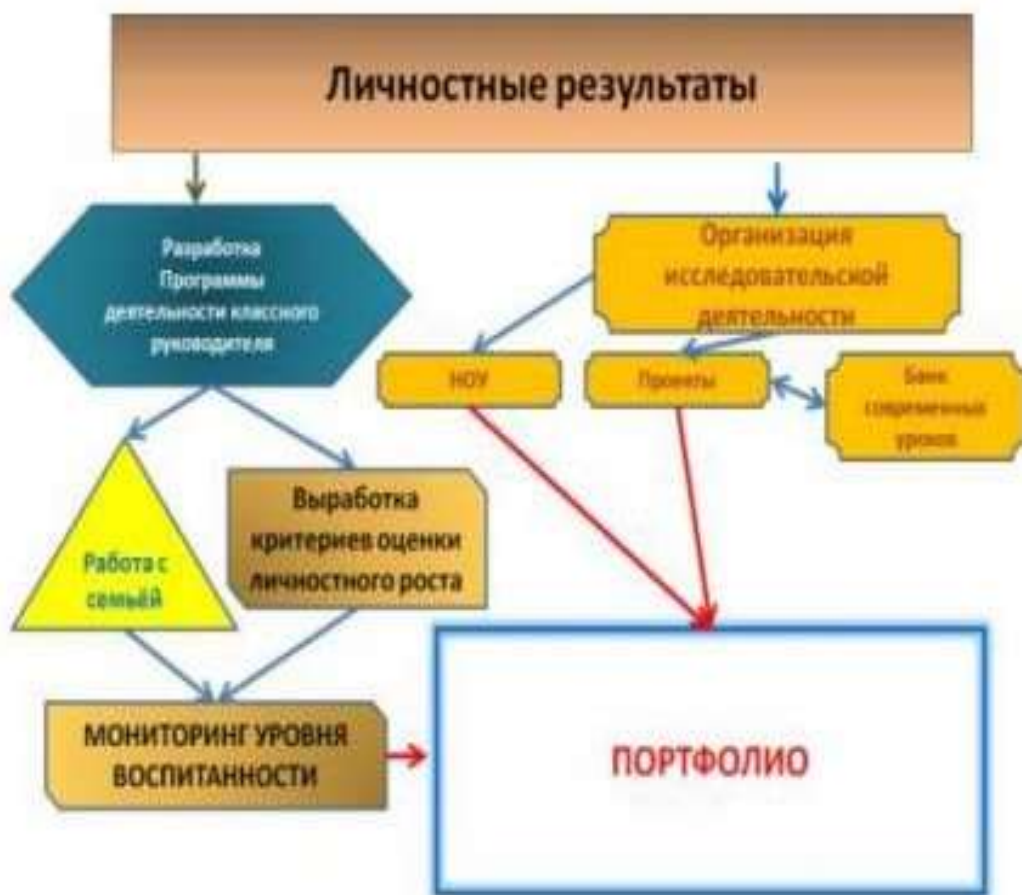 Личностные результаты
Разработка
Программы
деятельности классного
руководителя
Организация
исследовательской
деятельности
НОУ
Проекты
Банк
современных
уроков
Работа с
семьёй
Выработка
критериев оценки
личностного роста
МОНИТОРИНГ УРОВНЯ
ВОСПИТАННОСТИ
ПОРТФОЛИО